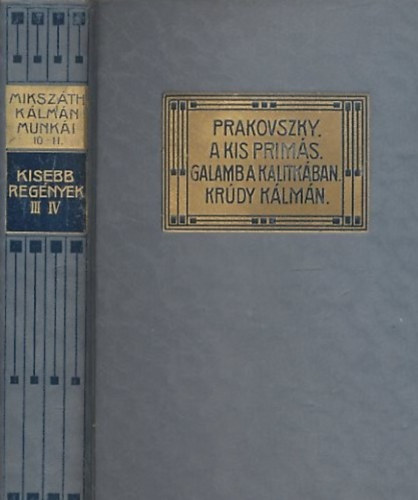 MIKSZÁTH
KÁLMÁN
MUNKÁI
10-11.
KISEBB
REGÉNYEK
III IV
PRAKOVSZKY.
A KIS PRIMÁS.
GALAMB A KALITKÁBAN.
KRÚDY KÁLMÁN.